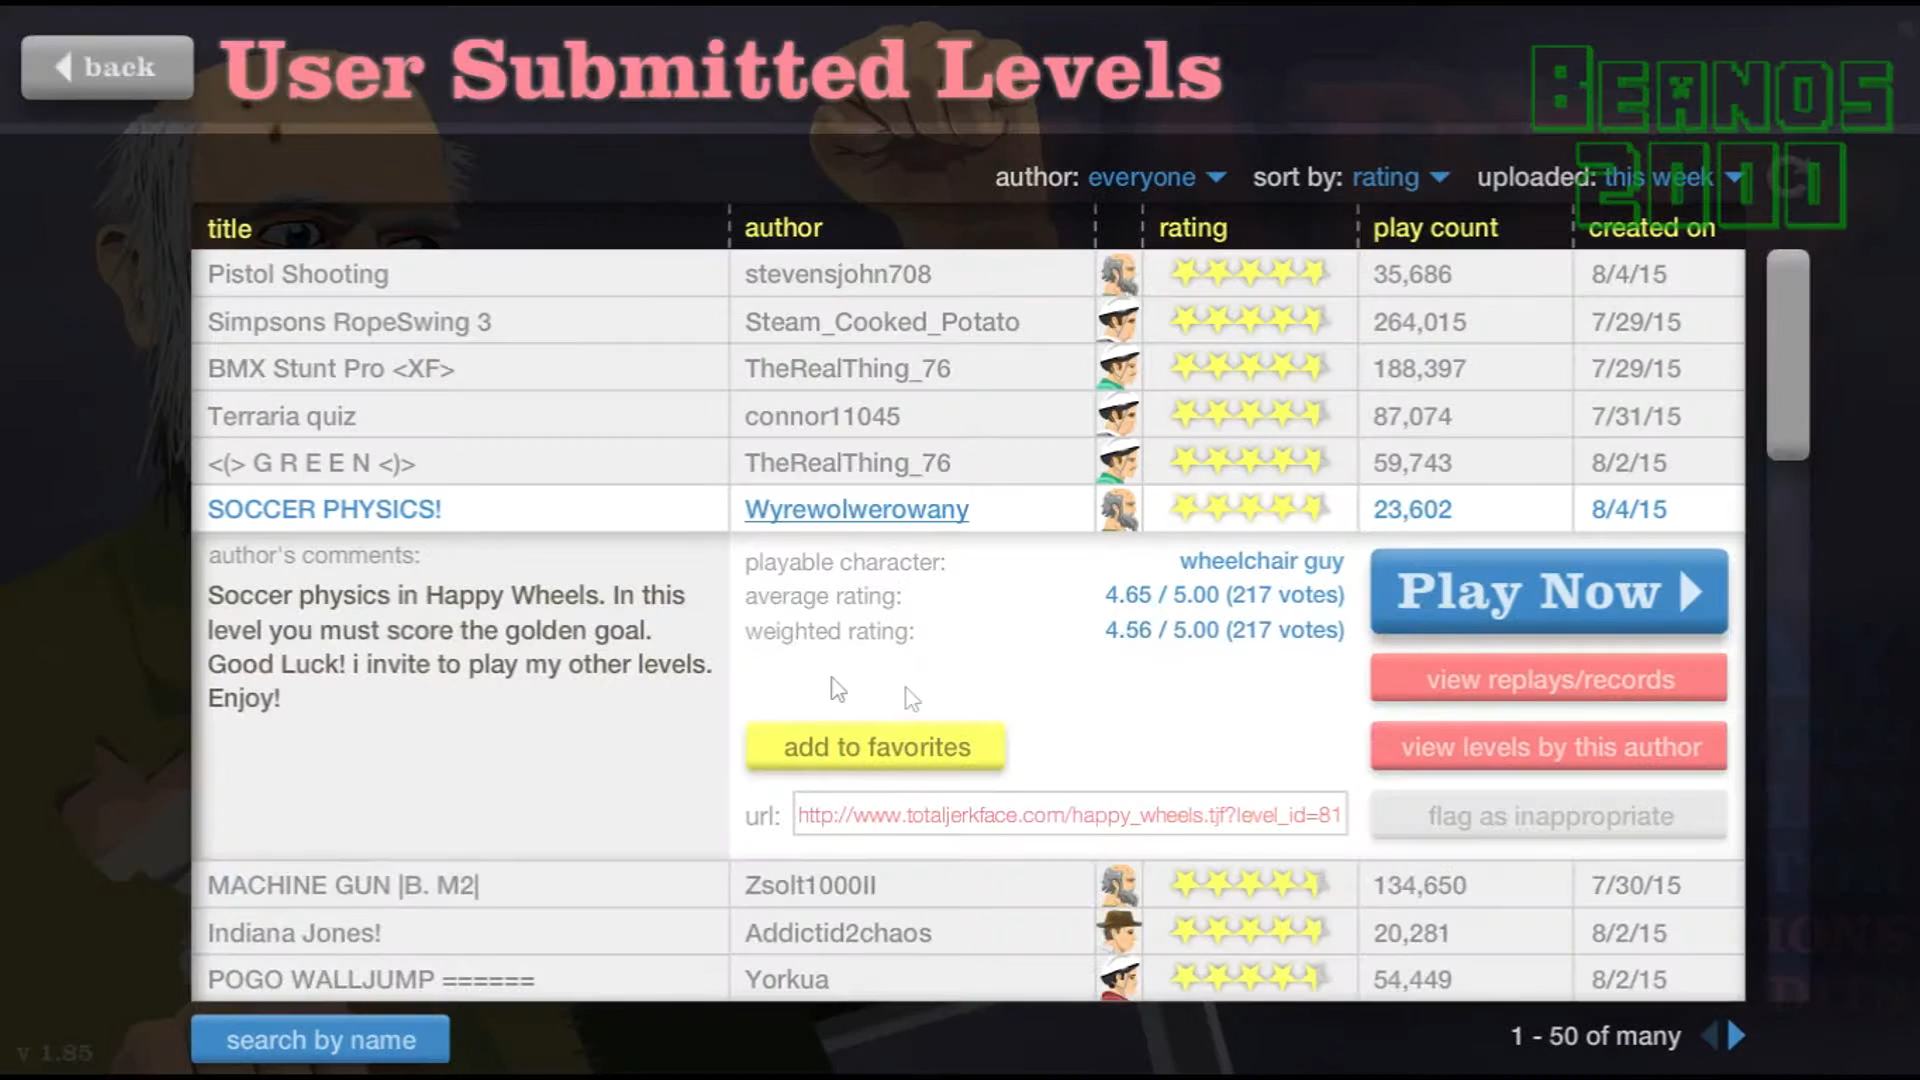 back
User Submitted Levels
BEANOS
2000
author: everyone sort by: rating uploaded: this week
title author rating play count created on
Pistol Shooting stevensjohn708 35,686 8/4/15
Simpsons RopeSwing 3 Steam_Cooked_Potato 264,015 7/29/15
BMX Stunt Pro <XF> TheRealThing_76 188,397 7/29/15
Terraria quiz connor11045 87,074 7/31/15
<(> G R E E N <)> TheRealThing_76 59,743 8/2/15
SOCCER PHYSICS! Wyrewolwerowany 23,602 8/4/15
author's comments:
Soccer physics in Happy Wheels. In this
level you must score the golden goal.
Good Luck! i invite to play my other levels.
Enjoy!
playable character: wheelchair guy
average rating: 4.65 / 5.00 (217 votes)
weighted rating: 4.56 / 5.00 (217 votes)
add to favorites
url: http://www.totaljerkface.com/happy_wheels.tjf?level_id=81
Play Now
view replays/records
view levels by this author
flag as inappropriate
MACHINE GUN |B. M2| Zsolt1000II 134,650 7/30/15
Indiana Jones! Addictid2chaos 20,281 8/2/15
POGO WALLJUMP ====== Yorkua 54,449 8/2/15
search by name
1 - 50 of many
v 1.85